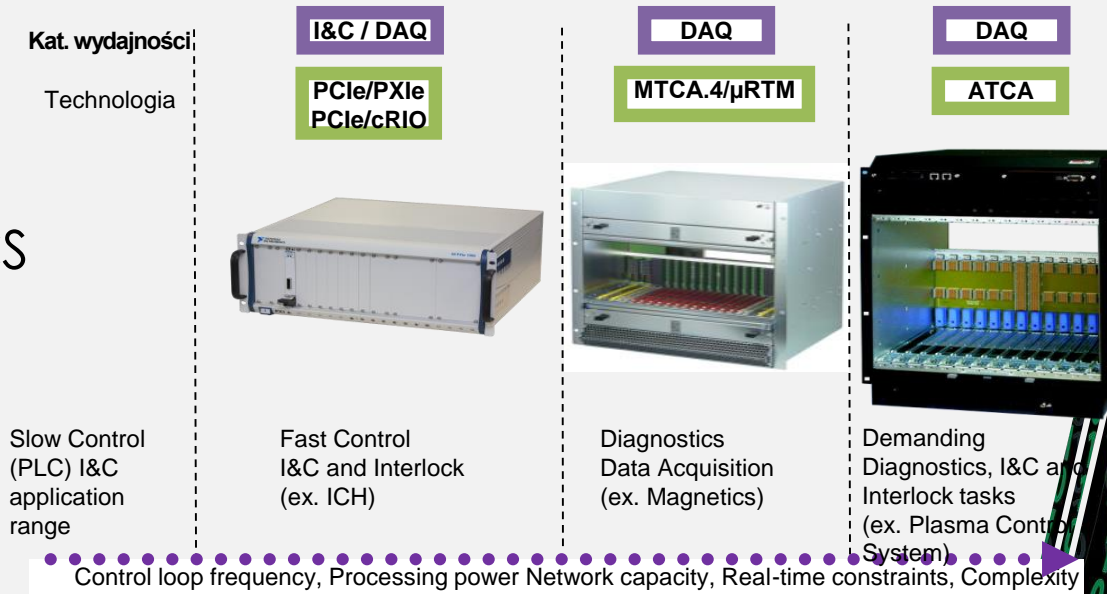 Kat. wydajności
I&C / DAQ
DAQ
DAQ
Technologia
PCIe/PXIe
PCIe/cRIO
MTCA.4/µRTM
ATCA
S
Slow Control
(PLC) I&C
application
range
Fast Control
I&C and Interlock
(ex. ICH)
Diagnostics
Data Acquisition
(ex. Magnetics)
Demanding
Diagnostics, I&C and
Interlock tasks
(ex. Plasma Control
System)
Control loop frequency, Processing power Network capacity, Real-time constraints, Complexity